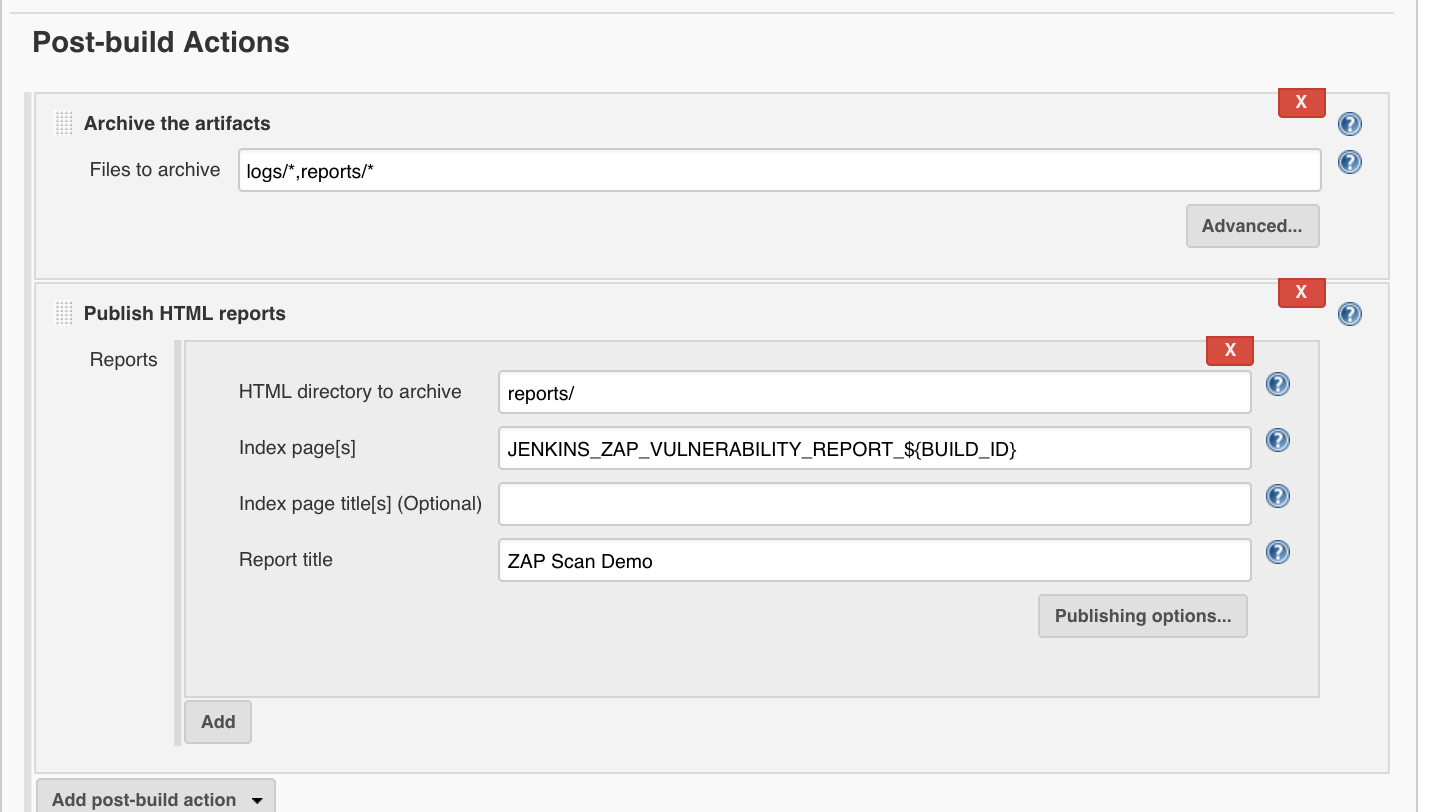 Post-build Actions
X
Archive the artifacts
?
Files to archive logs/*,reports/*
?
Advanced...
X
Publish HTML reports
?
Reports
X
HTML directory to archive reports/
?
Index page[s] JENKINS_ZAP_VULNERABILITY_REPORT_${BUILD_ID}
?
Index page title[s] (Optional)
?
Report title ZAP Scan Demo
?
Publishing options...
Add
Add post-build action